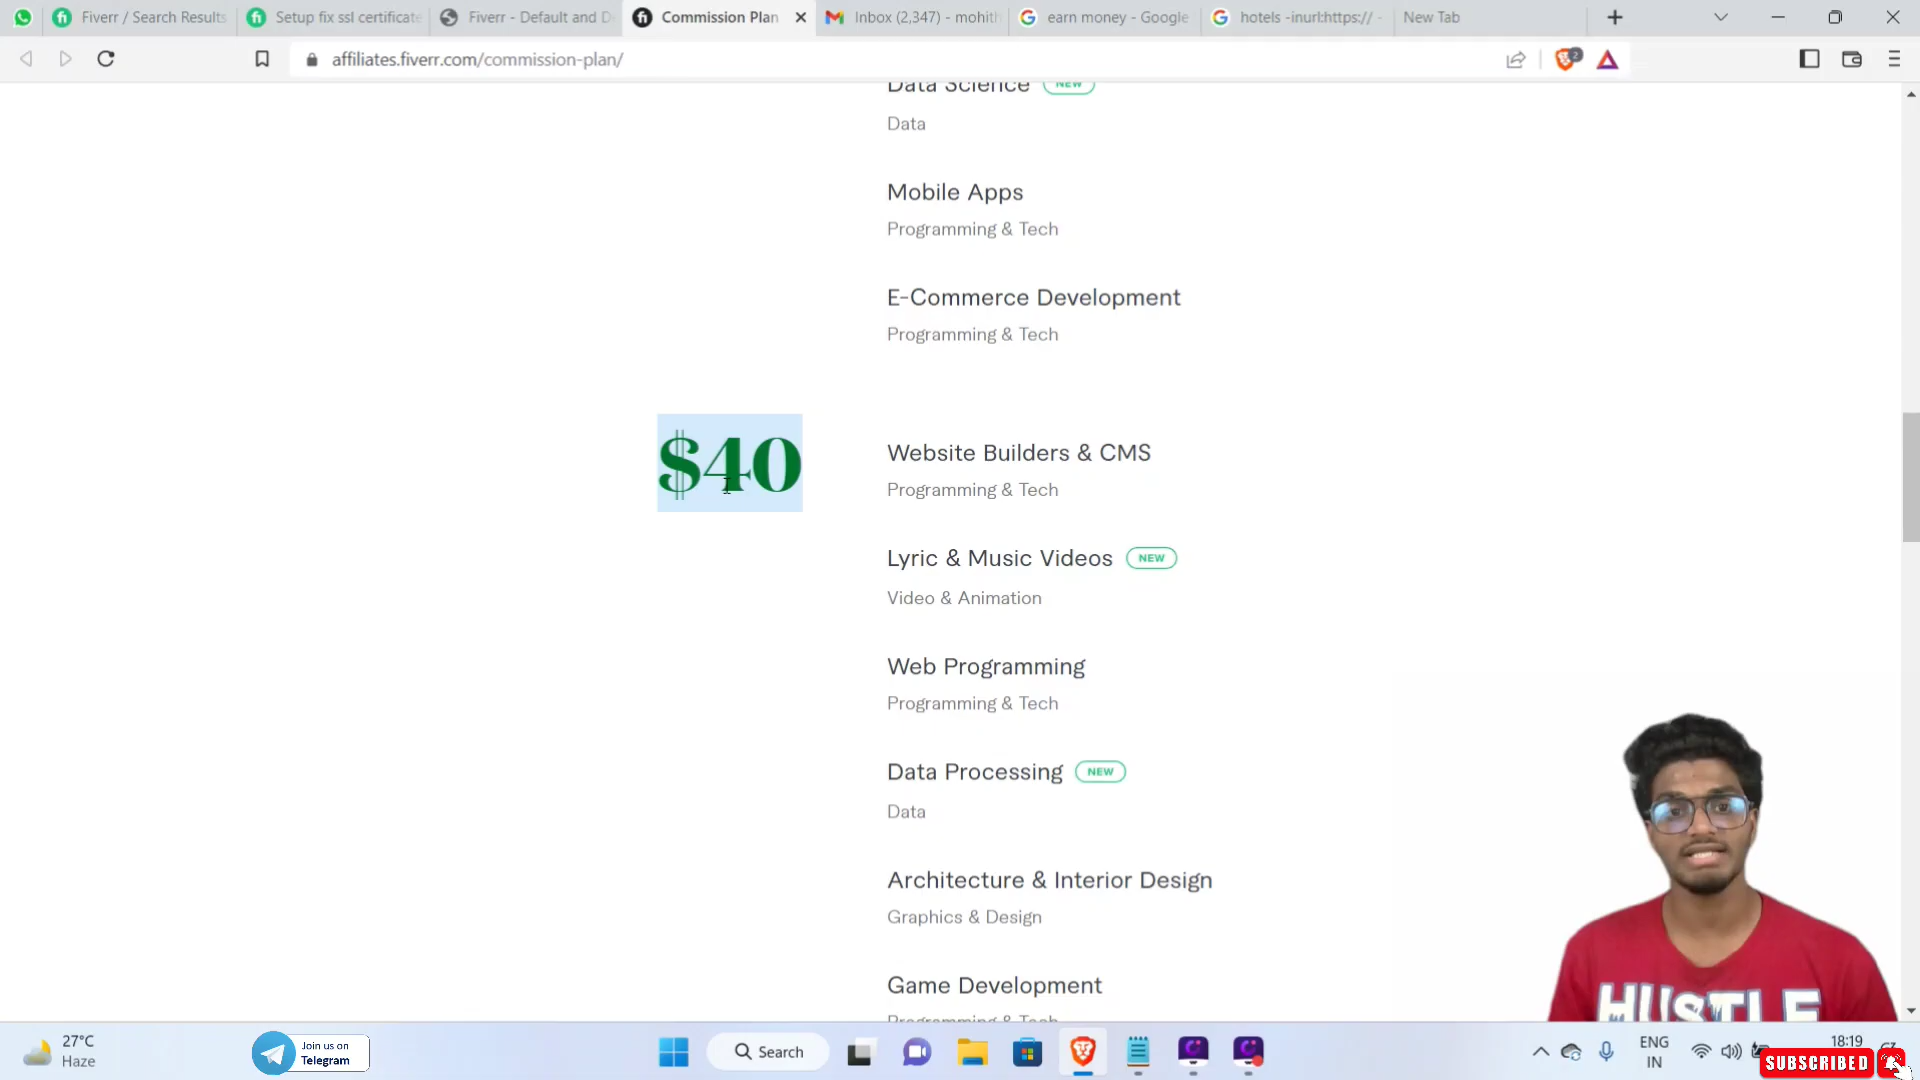 Fiverr / Search Results
Setup fix ssl certificate
Fiverr - Default and D
Commission Plan
Inbox (2,347) - mohith
earn money - Google
hotels -inurl:https:// -
New Tab
affiliates.fiverr.com/commission-plan/
2
Data Science NEW
Data
Mobile Apps
Programming & Tech
E-Commerce Development
Programming & Tech
$40
Website Builders & CMS
Programming & Tech
Lyric & Music Videos NEW
Video & Animation
Web Programming
Programming & Tech
Data Processing NEW
Data
Architecture & Interior Design
Graphics & Design
Game Development
Programming & Tech
HUSTLE
27°C
Haze
Join us on
Telegram
Search
ENG
IN
18:19
SUBSCRIBED